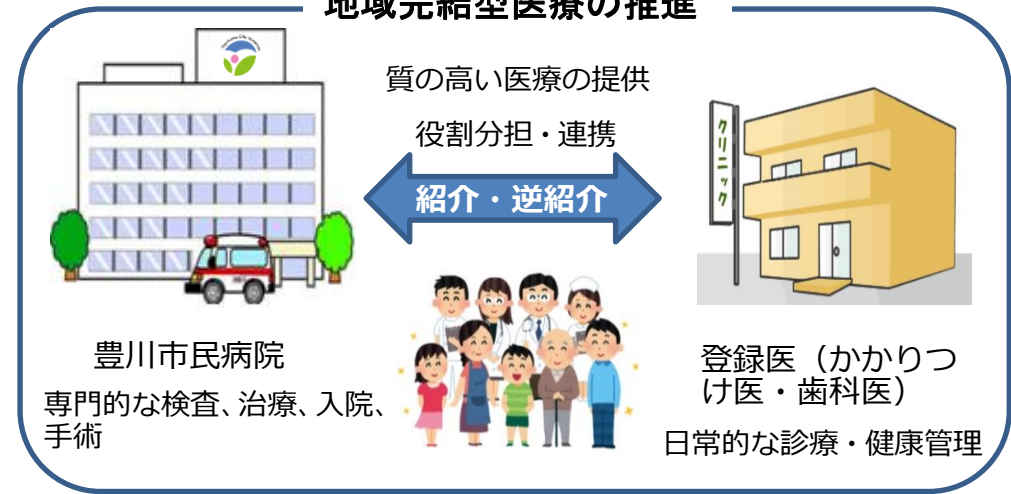 地域完結型医療の推進
質の高い医療の提供
役割分担・連携
紹介・逆紹介
クリニック
豊川市民病院
専門的な検査、治療、入院、
手術
登録医（かかりつ
け医・歯科医）
日常的な診療・健康管理